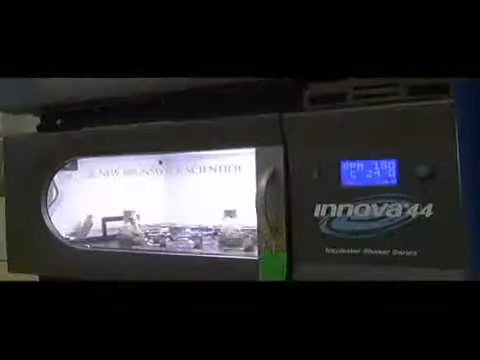 NEW BRUNSWICK SCIENTIFIC
RPM 150
°C 24.0
innova 44
Incubator Shaker Series